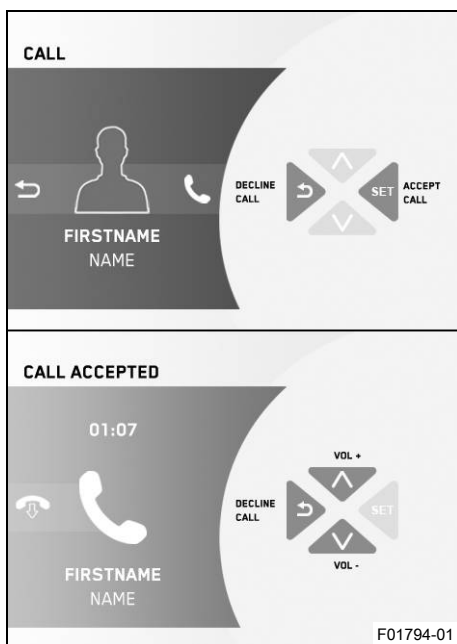 CALL
DECLINE
CALL
SET
ACCEPT
CALL
FIRSTNAME
NAME
CALL ACCEPTED
01:07
VOL +
DECLINE
CALL
SET
VOL -
FIRSTNAME
NAME
F01794-01